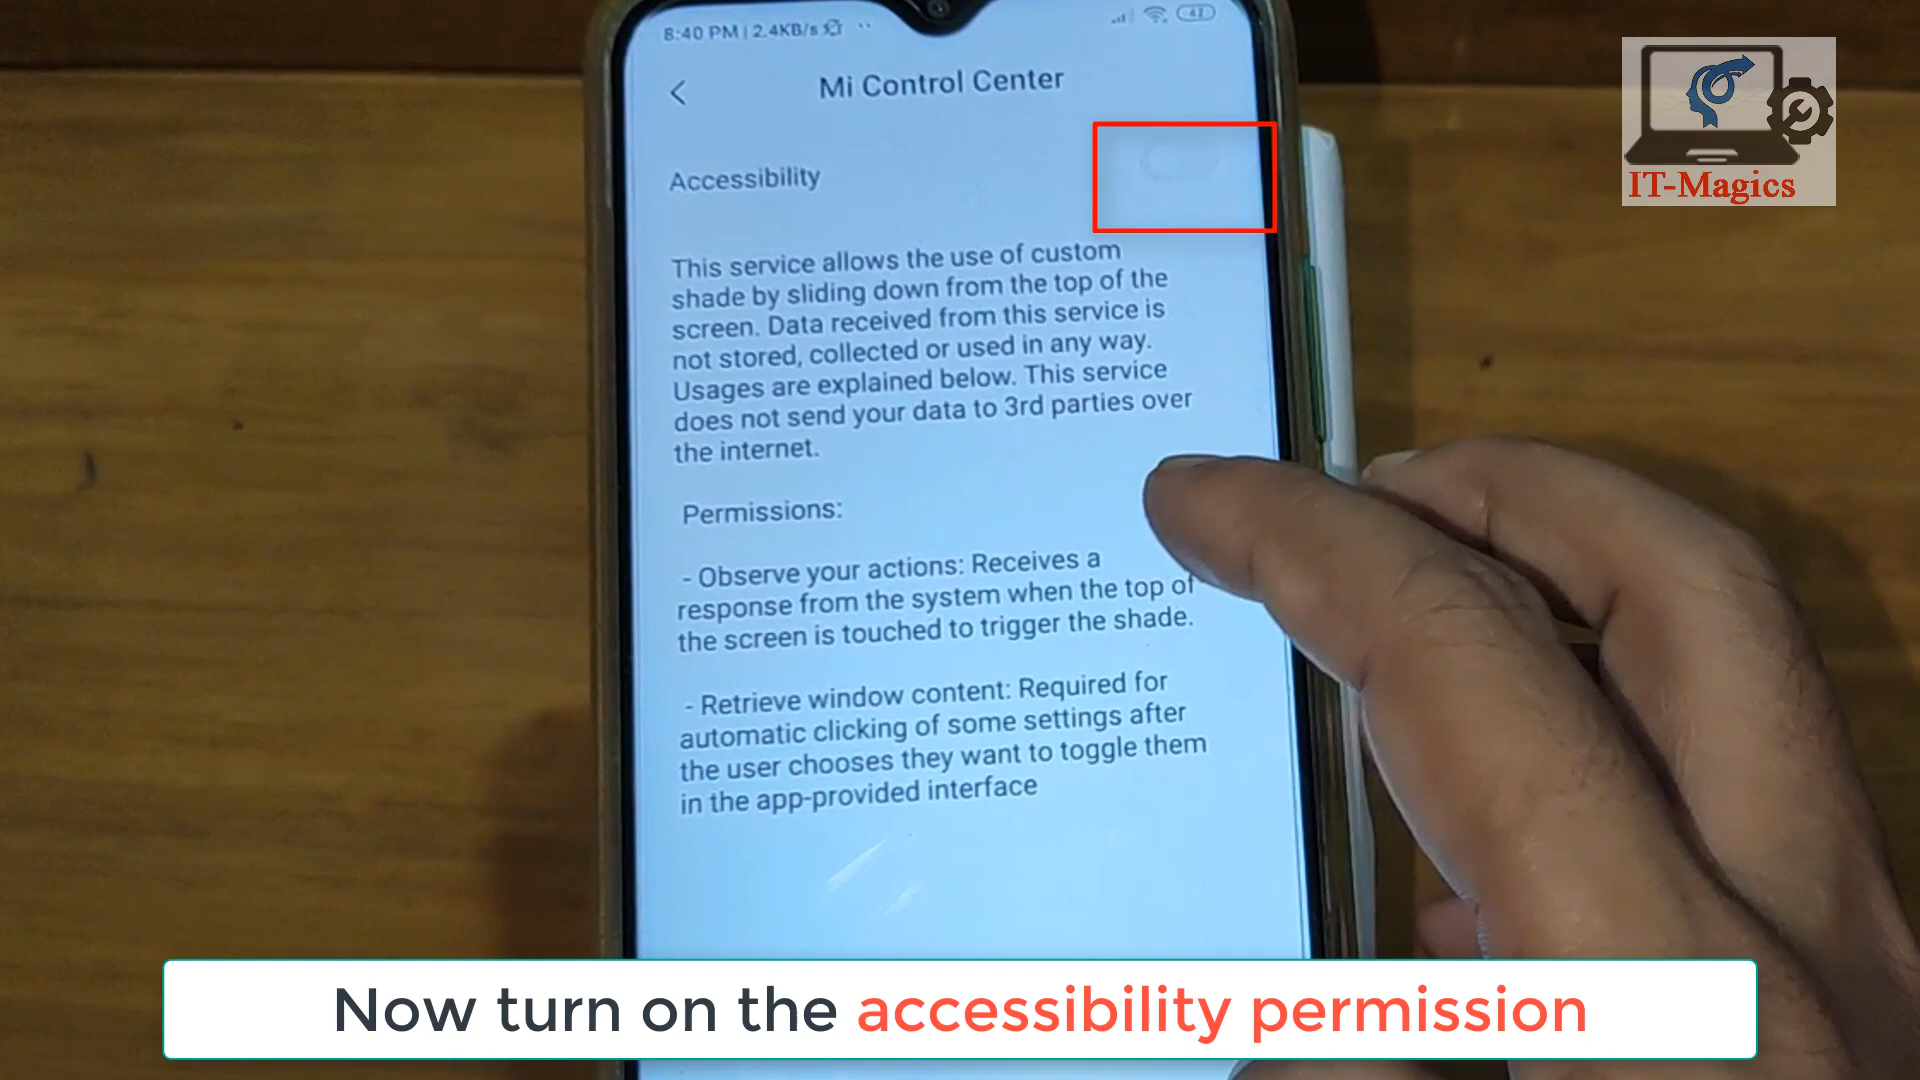 8:40 PM | 2.4KB/s
42
Mi Control Center
Accessibility
This service allows the use of custom
shade by sliding down from the top of the
screen. Data received from this service is
not stored, collected or used in any way.
Usages are explained below. This service
does not send your data to 3rd parties over
the internet.
Permissions:
- Observe your actions: Receives a
response from the system when the top of
the screen is touched to trigger the shade.
- Retrieve window content: Required for
automatic clicking of some settings after
the user chooses they want to toggle them
in the app-provided interface
IT-Magics
Now turn on the accessibility permission